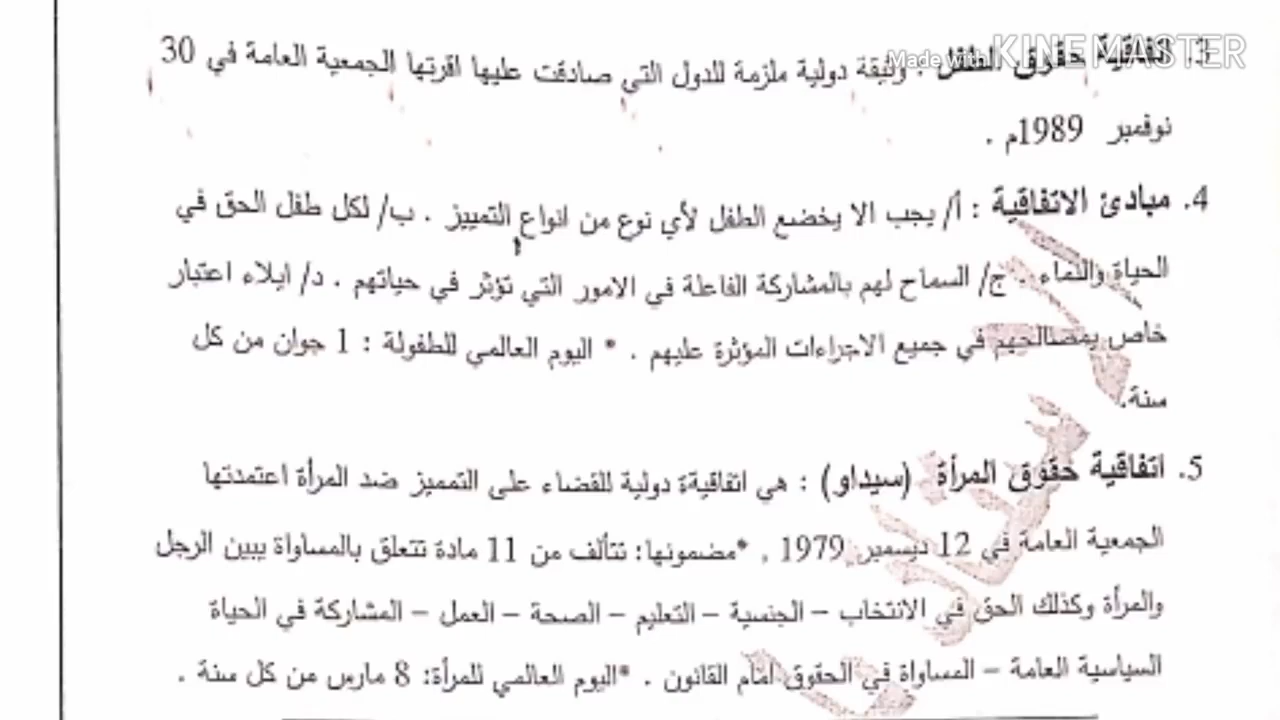 Made with KINEMASTER
3. اتفاقية حقوق الطفل : وثيقة دولية ملزمة للدول التي صادقت عليها اقرتها الجمعية العامة في 30
نوفمبر 1989م .
4. مبادئ الاتفاقية : أ/ يجب الا يخضع الطفل لأي نوع من انواع التمييز . ب/ لكل طفل الحق في
الحياة والنماء . ج/ السماح لهم بالمشاركة الفاعلة في الامور التي تؤثر في حياتهم . د/ ايلاء اعتبار
خاص بمصالحهم في جميع الاجراءات المؤثرة عليهم . * اليوم العالمي للطفولة : 1 جوان من كل
سنة.
5. اتفاقية حقوق المرأة (سيداو) : هي اتفاقيةة دولية للقضاء على التمميز ضد المرأة اعتمدتها
الجمعية العامة في 12 ديسمبر 1979 , *مضمونها: تتألف من 11 مادة تتعلق بالمساواة ببين الرجل
والمرأة وكذلك الحق في الانتخاب – الجنسية – التعليم – الصحة – العمل – المشاركة في الحياة
السياسية العامة – المساواة في الحقوق امام القانون . *اليوم العالمي للمرأة: 8 مارس من كل سنة .